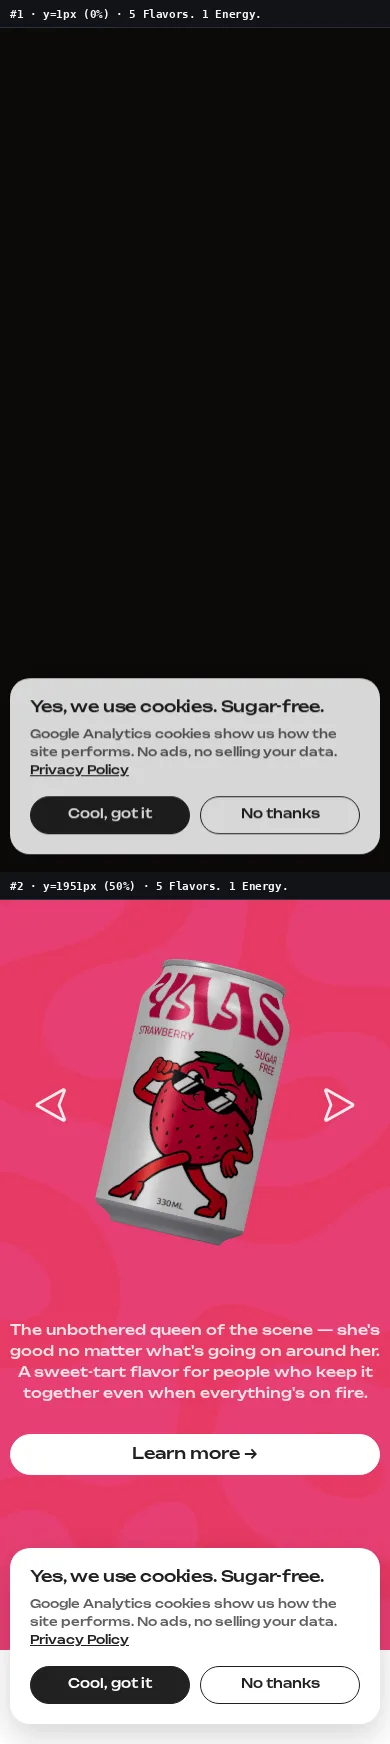 #1 · y=1px (0%) · 5 Flavors. 1 Energy.
Yes, we use cookies. Sugar-free.
Google Analytics cookies show us how the
site performs. No ads, no selling your data.
Privacy Policy
Cool, got it
No thanks
#2 · y=1951px (50%) · 5 Flavors. 1 Energy.
YAAS
STRAWBERRY
SUGAR
FREE
330ML
The unbothered queen of the scene — she's
good no matter what's going on around her.
A sweet-tart flavor for people who keep it
together even when everything's on fire.
Learn more →
Yes, we use cookies. Sugar-free.
Google Analytics cookies show us how the
site performs. No ads, no selling your data.
Privacy Policy
Cool, got it
No thanks